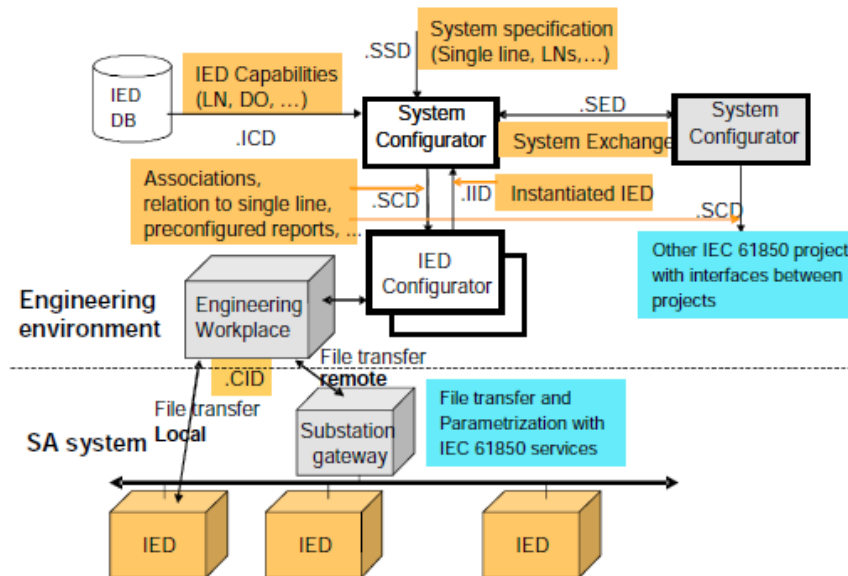 System specification
(Single line, LNs,...)
.SSD
IED Capabilities
(LN, DO, ...)
IED
DB
.ICD
System
Configurator
.SED
System Exchange
System
Configurator
Associations,
relation to single line,
preconfigured reports, ...
.SCD
.IID
Instantiated IED
.SCD
IED
Configurator
Other IEC 61850 project
with interfaces between
projects
Engineering
environment
Engineering
Workplace
.CID
File transfer
remote
File transfer
Local
SA system
Substation
gateway
File transfer and
Parametrization with
IEC 61850 services
IED
IED
IED